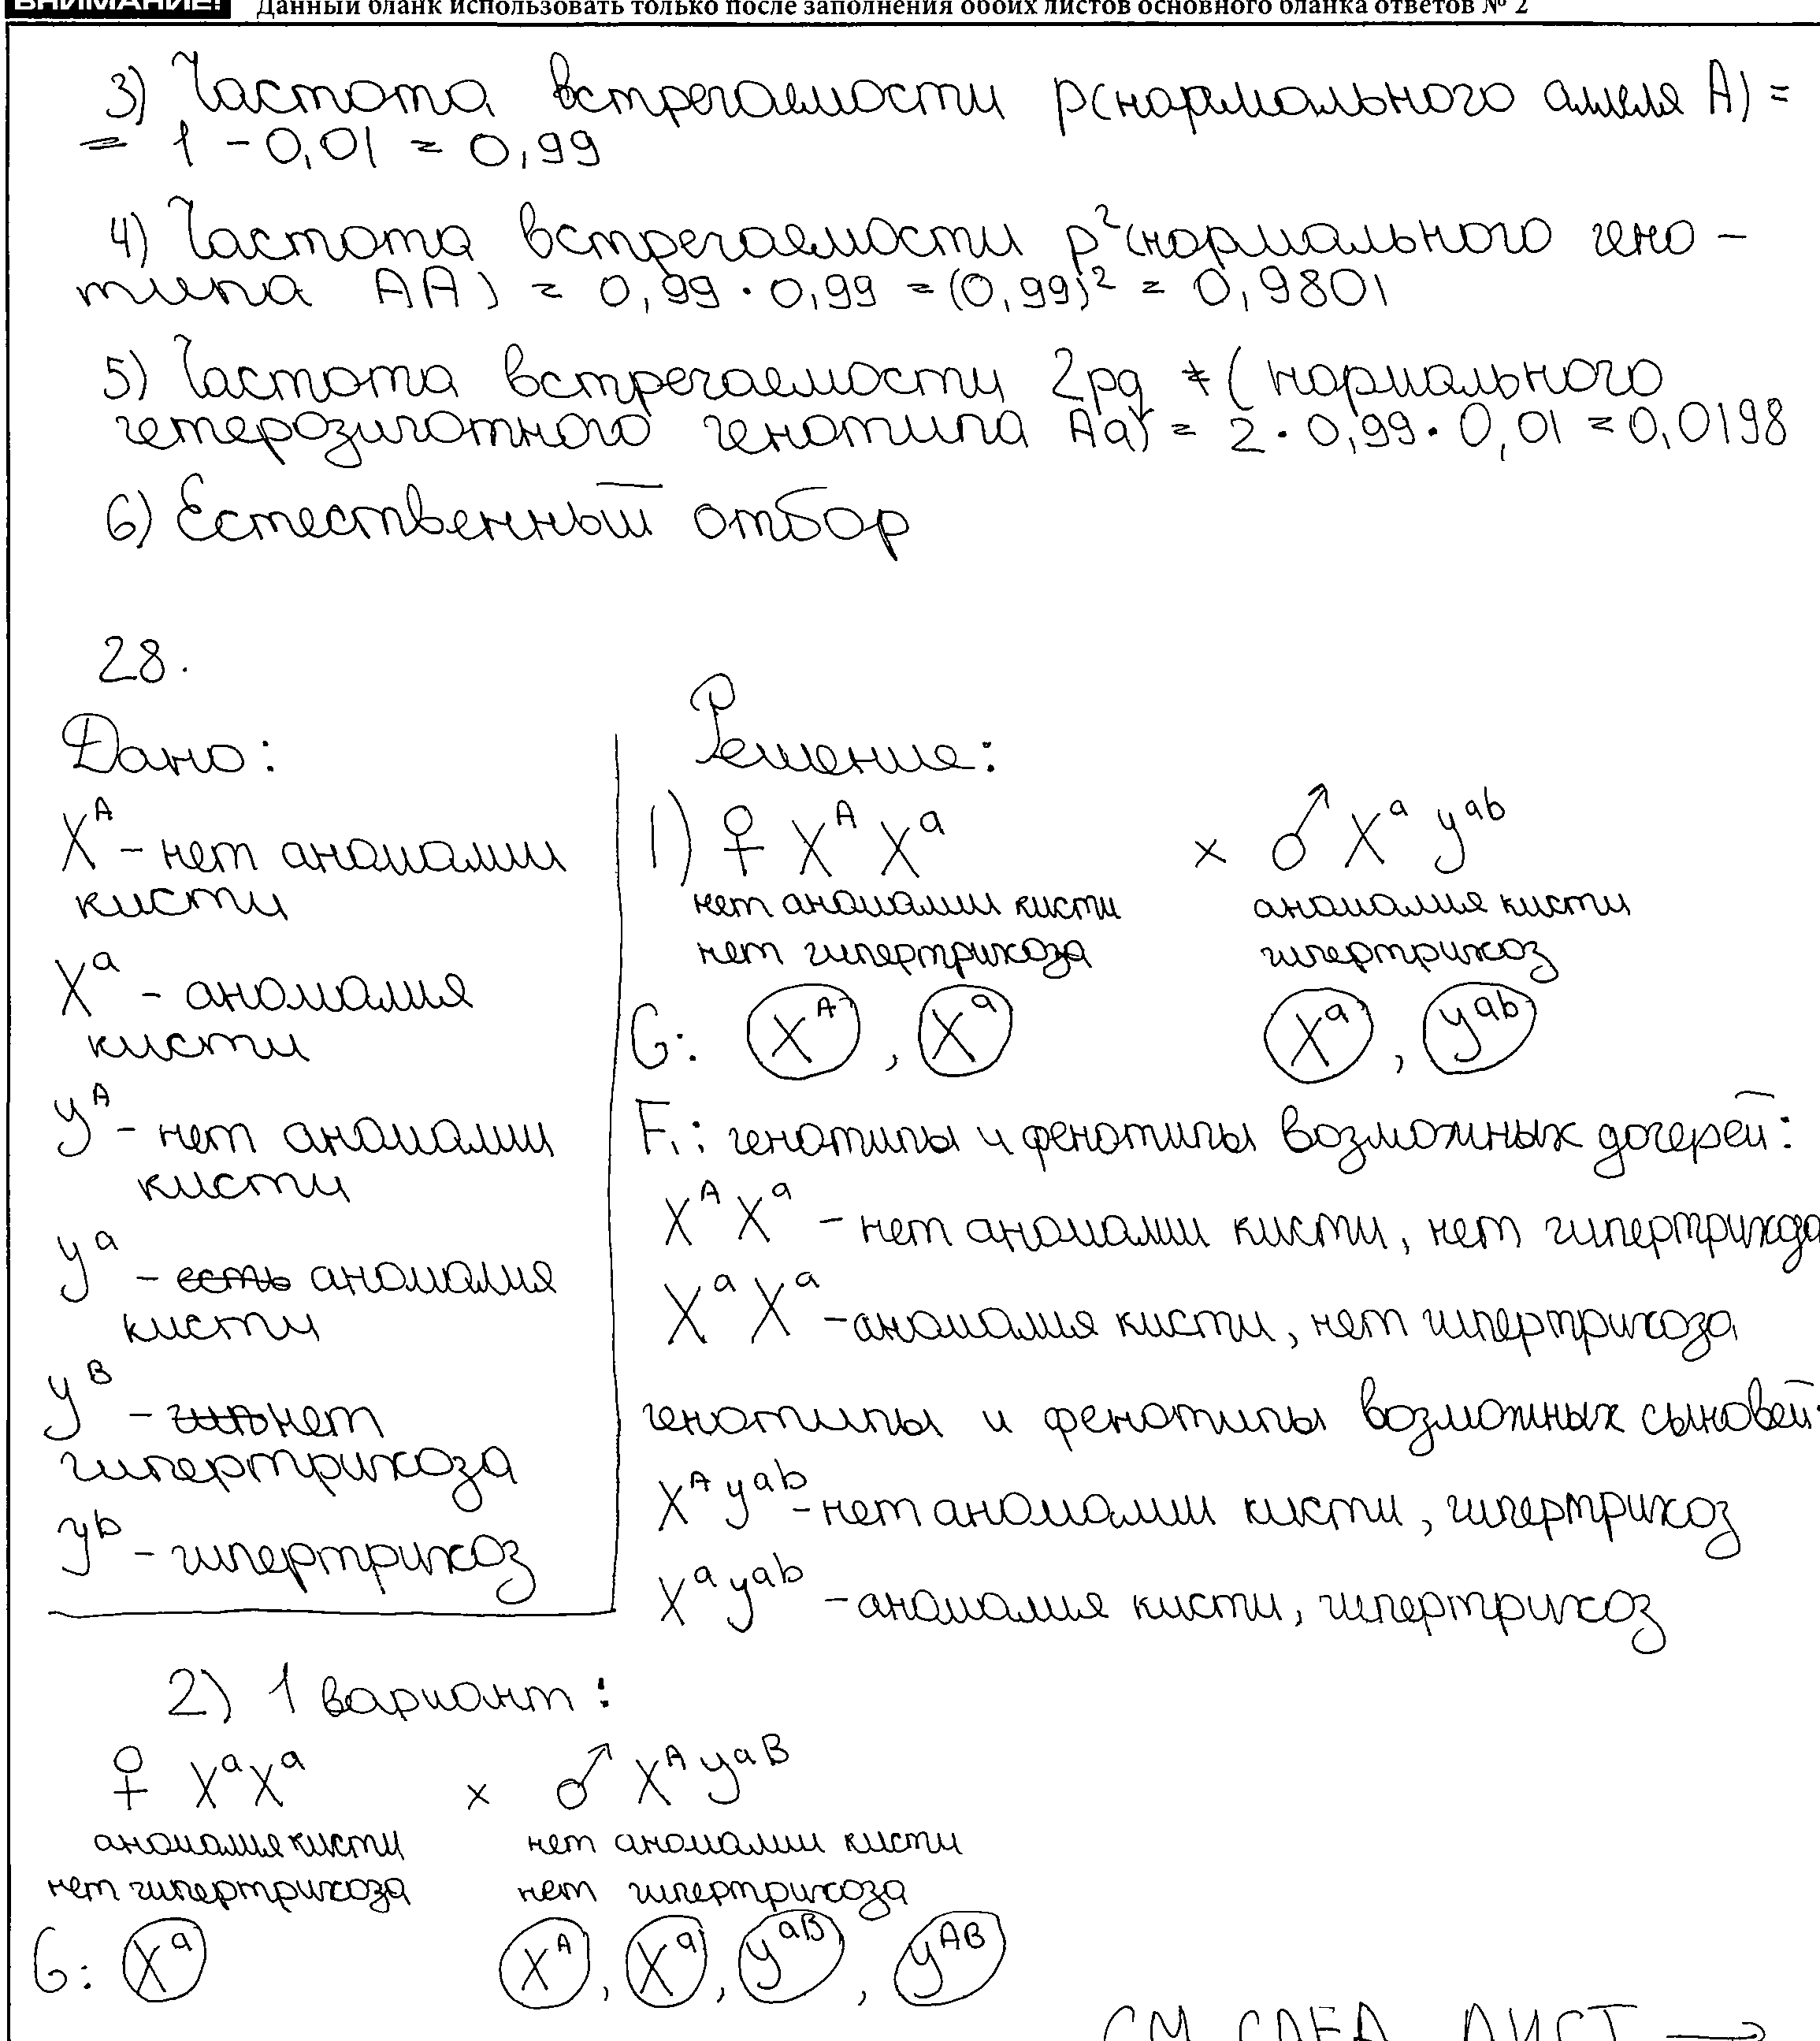 ВНИМАНИЕ! Данный бланк использовать только после заполнения обоих листов основного бланка ответов № 2
3) Частота встречаемости p(нормального аллеля A) =
= 1 - 0,01 = 0,99
4) Частота встречаемости p²(нормального гено-
типа AA) = 0,99 · 0,99 = (0,99)² = 0,9801
5) Частота встречаемости 2pq (нормального
гетерозиготного генотипа Aa) = 2 · 0,99 · 0,01 = 0,0198
6) Естественный отбор
28.
Дано:
X^A - нет аномалии
кисти
X^a - аномалия
кисти
y^A - нет аномалии
кисти
y^a - есть аномалия
кисти
y^B - нет
гипертрихоза
y^b - гипертрихоз
Решение:
1) ♀ X^A X^a × ♂ X^a y^ab
нет аномалии кисти аномалия кисти
нет гипертрихоза гипертрихоз
G: X^A, X^a X^a, y^ab
F₁: генотипы и фенотипы возможных дочерей:
X^A X^a - нет аномалии кисти, нет гипертрихоза
X^a X^a - аномалия кисти, нет гипертрихоза
генотипы и фенотипы возможных сыновей:
X^A y^ab - нет аномалии кисти, гипертрихоз
X^a y^ab - аномалия кисти, гипертрихоз
2) 1 вариант:
♀ X^a X^a × ♂ X^A y^aB
аномалия кисти нет аномалии кисти
нет гипертрихоза нет гипертрихоза
G: X^a X^A, X^a, y^aB, y^AB
СМ. СЛЕД. ЛИСТ →